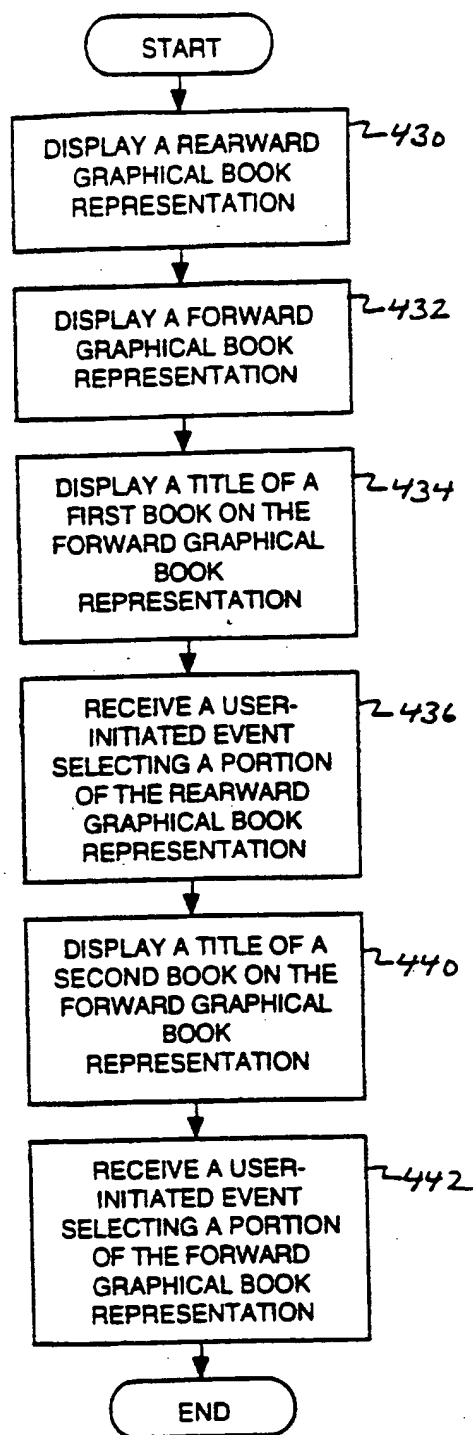 START
DISPLAY A REARWARD
GRAPHICAL BOOK
REPRESENTATION
430
DISPLAY A FORWARD
GRAPHICAL BOOK
REPRESENTATION
432
DISPLAY A TITLE OF A
FIRST BOOK ON THE
FORWARD GRAPHICAL
BOOK
REPRESENTATION
434
RECEIVE A USER-
INITIATED EVENT
SELECTING A PORTION
OF THE REARWARD
GRAPHICAL BOOK
REPRESENTATION
436
DISPLAY A TITLE OF A
SECOND BOOK ON THE
FORWARD GRAPHICAL
BOOK
REPRESENTATION
440
RECEIVE A USER-
INITIATED EVENT
SELECTING A PORTION
OF THE FORWARD
GRAPHICAL BOOK
REPRESENTATION
442
END